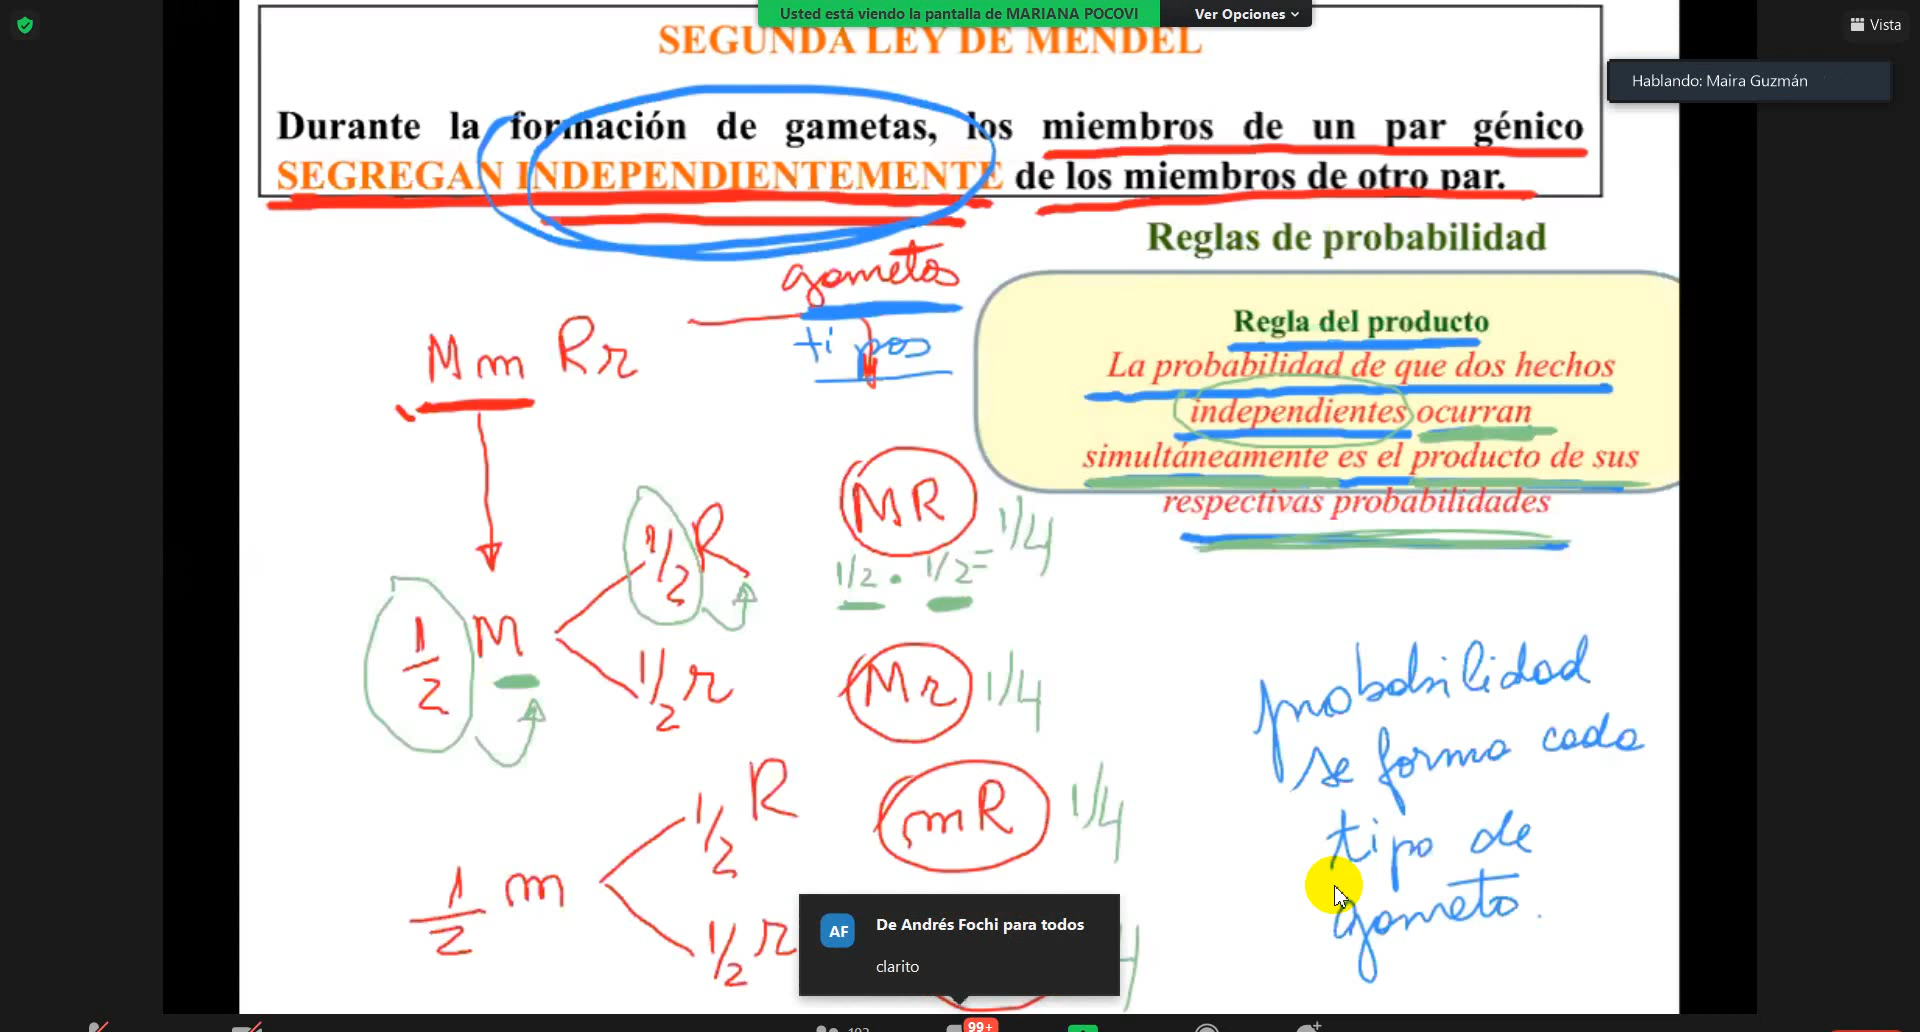 Usted está viendo la pantalla de MARIANA POCOVI
Ver Opciones
Vista
Hablando: Maira Guzmán
SEGUNDA LEY DE MENDEL
Durante la formación de gametas, los miembros de un par génico
SEGREGAN INDEPENDIENTEMENTE de los miembros de otro par.
Reglas de probabilidad
Regla del producto
La probabilidad de que dos hechos
independientes ocurran
simultáneamente es el producto de sus
respectivas probabilidades
gametos
tipos
Mm Rr
1/2 M
1/2 R
1/2 r
MR 1/4
1/2 · 1/2 =
Mr 1/4
1/2 m
1/2 R
1/2 r
mR 1/4
probabilidad
se forma cada
tipo de
gameto.
AF
De Andrés Fochi para todos
clarito
99+